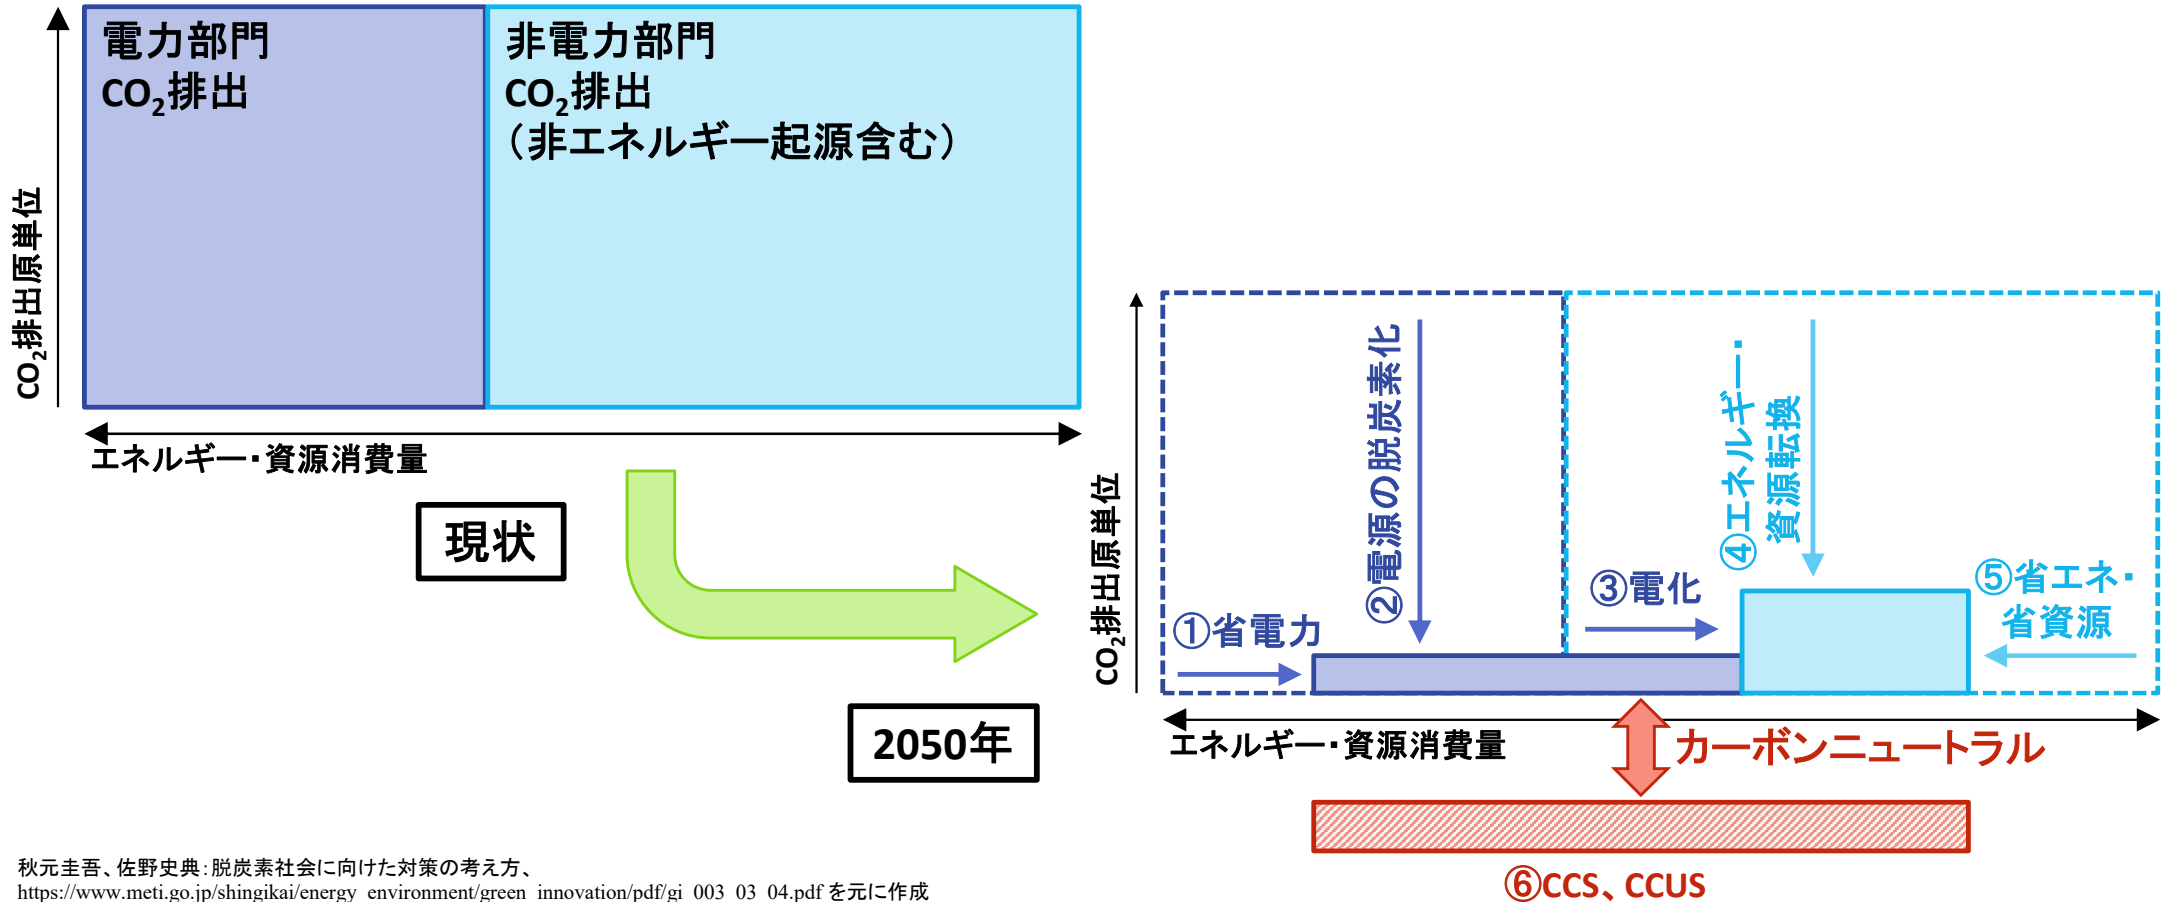 電力部門
CO₂排出
非電力部門
CO₂排出
（非エネルギー起源含む）
CO₂排出原単位
エネルギー・資源消費量
現状
2050年
CO₂排出原単位
①省電力
②電源の脱炭素化
③電化
④エネルギー・
資源転換
⑤省エネ・
省資源
エネルギー・資源消費量
カーボンニュートラル
⑥CCS、CCUS
秋元圭吾、佐野史典：脱炭素社会に向けた対策の考え方、
https://www.meti.go.jp/shingikai/energy_environment/green_innovation/pdf/gi_003_03_04.pdf を元に作成